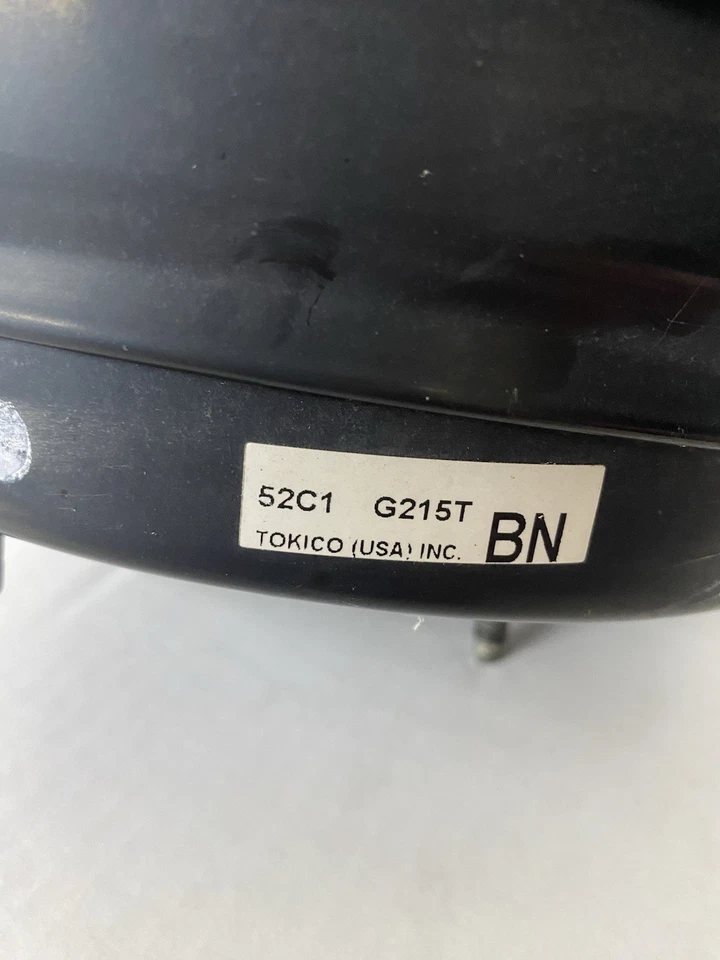 52C1 G215T
TOKICO (USA) INC. BN